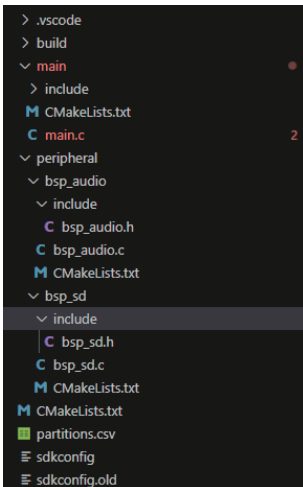 .vscode
build
main
include
M CMakeLists.txt
C main.c 2
peripheral
bsp_audio
include
C bsp_audio.h
C bsp_audio.c
M CMakeLists.txt
bsp_sd
include
C bsp_sd.h
C bsp_sd.c
M CMakeLists.txt
M CMakeLists.txt
partitions.csv
sdkconfig
sdkconfig.old